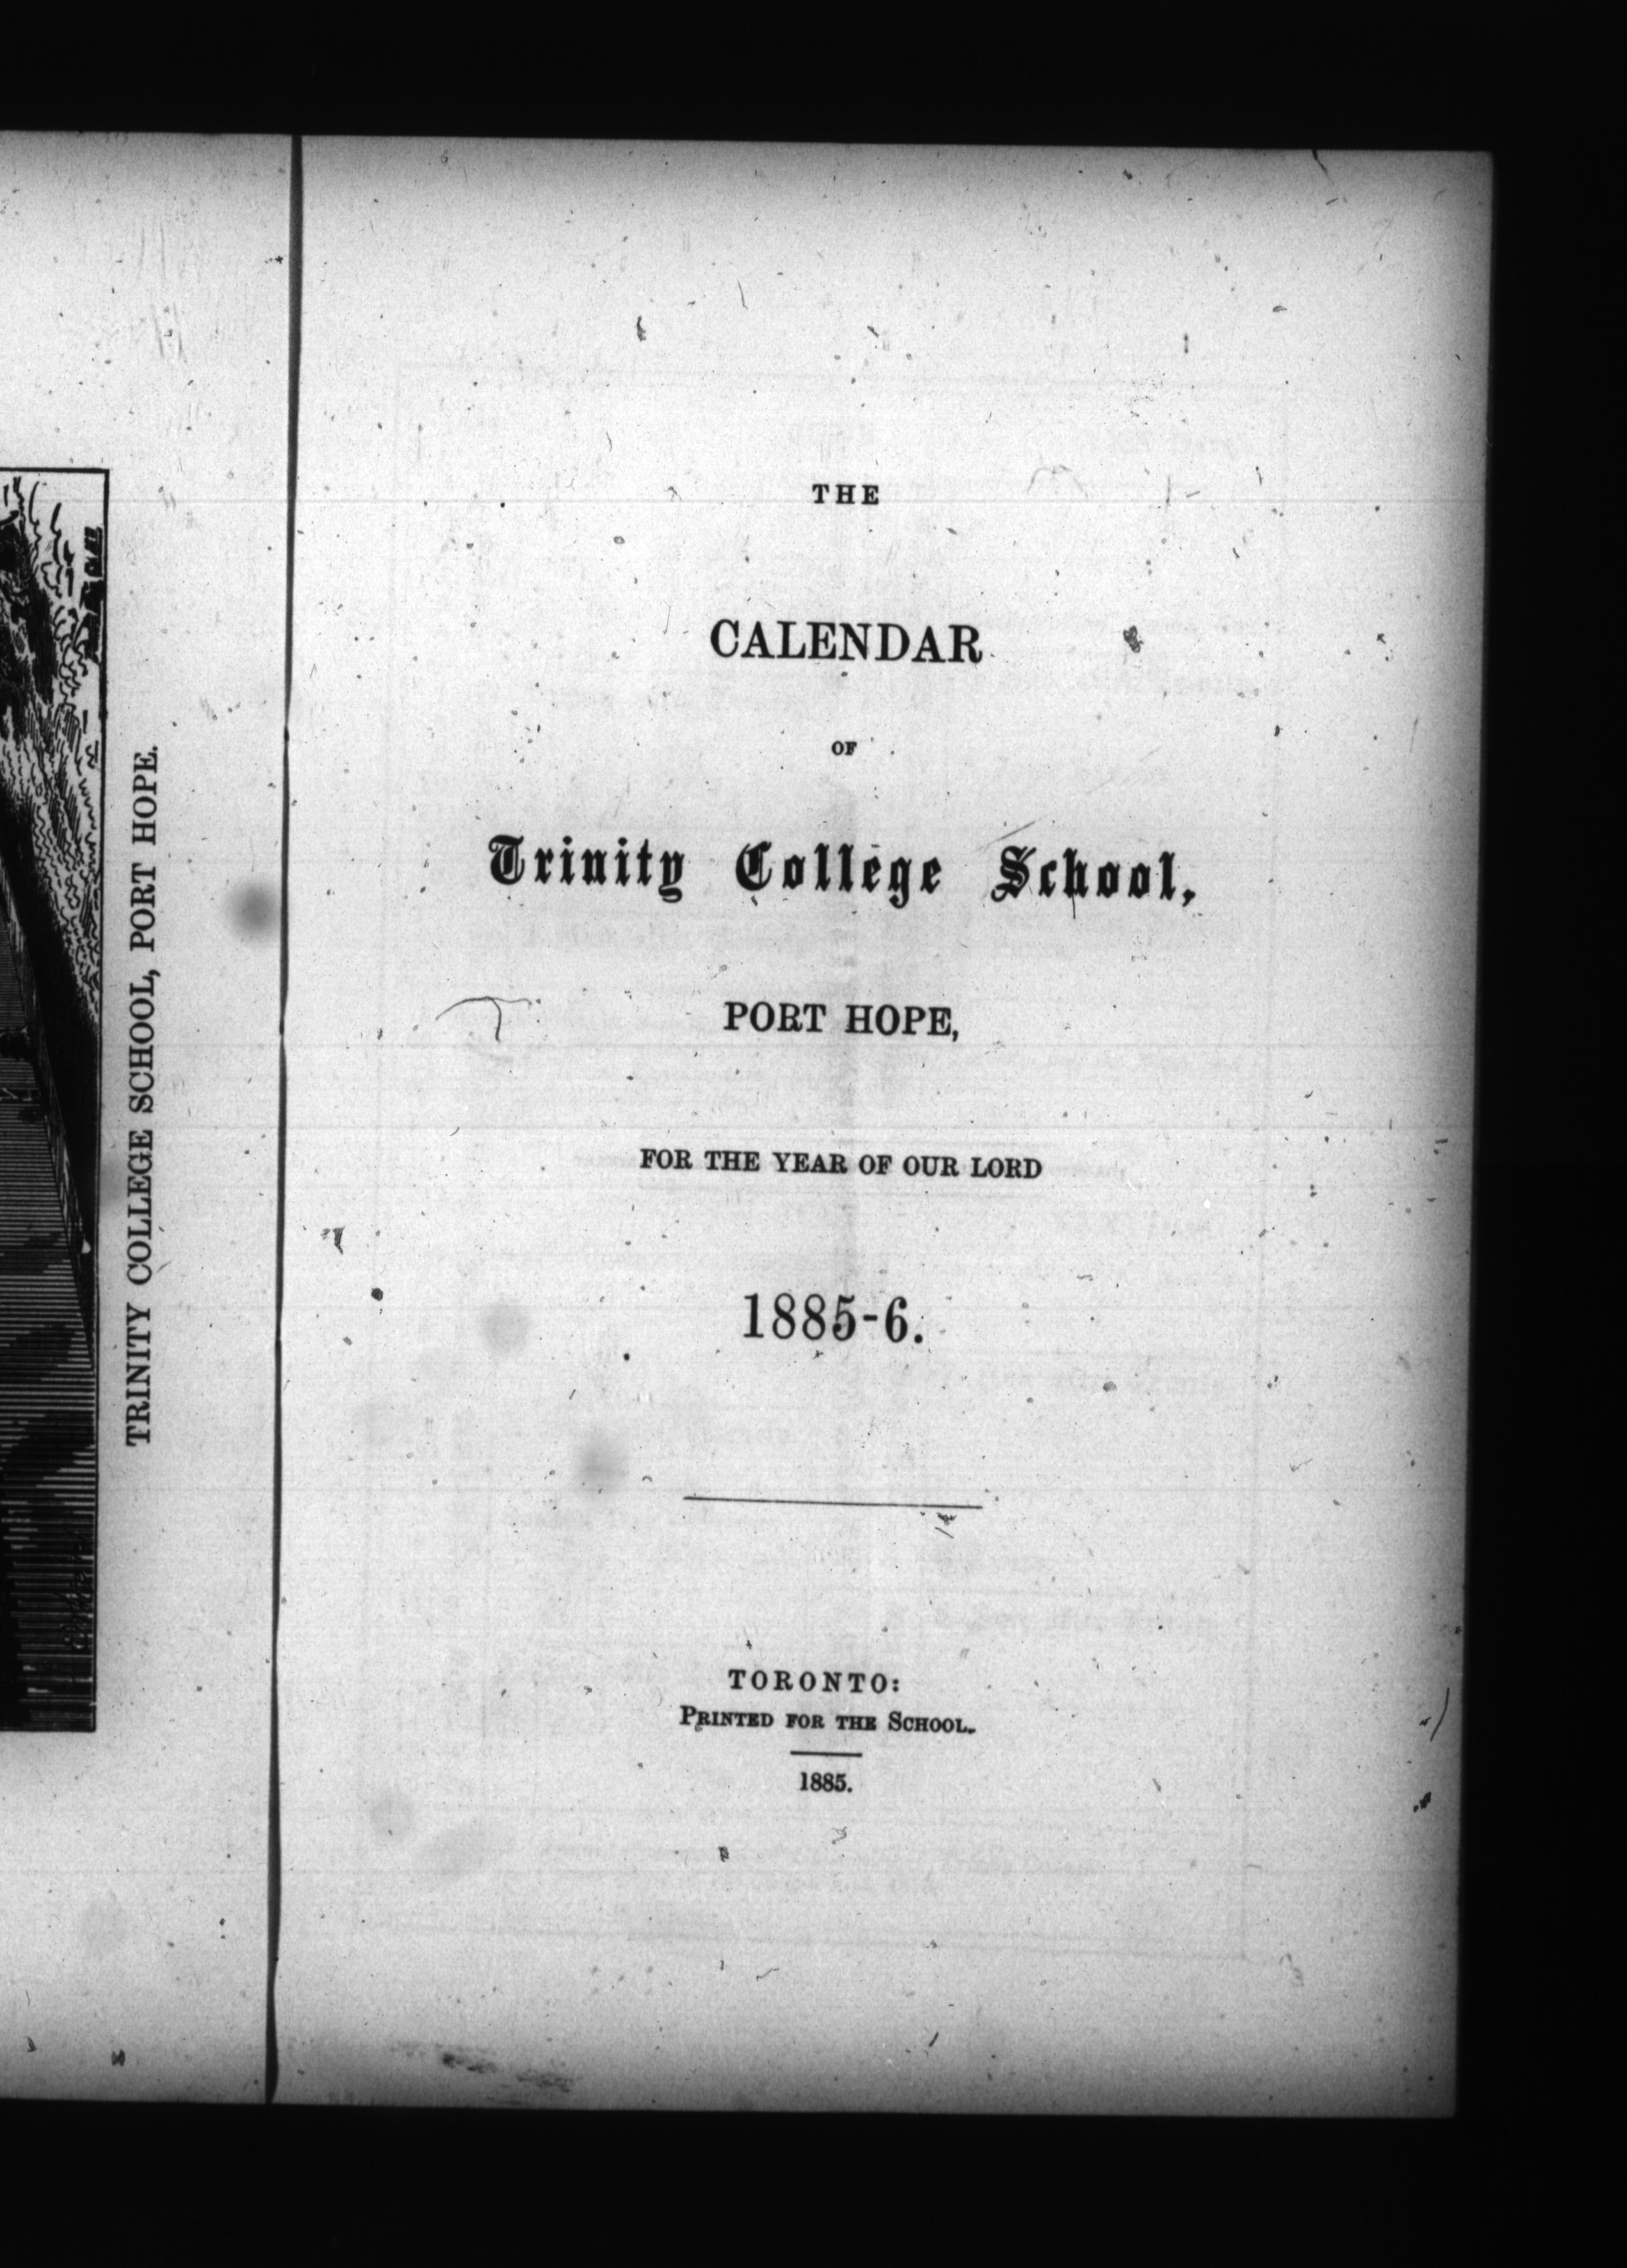 TRINITY COLLEGE SCHOOL, PORT HOPE.
THE
CALENDAR
OF
Trinity College School,
PORT HOPE,
FOR THE YEAR OF OUR LORD
1885-6.
TORONTO:
PRINTED FOR THE SCHOOL.
1885.